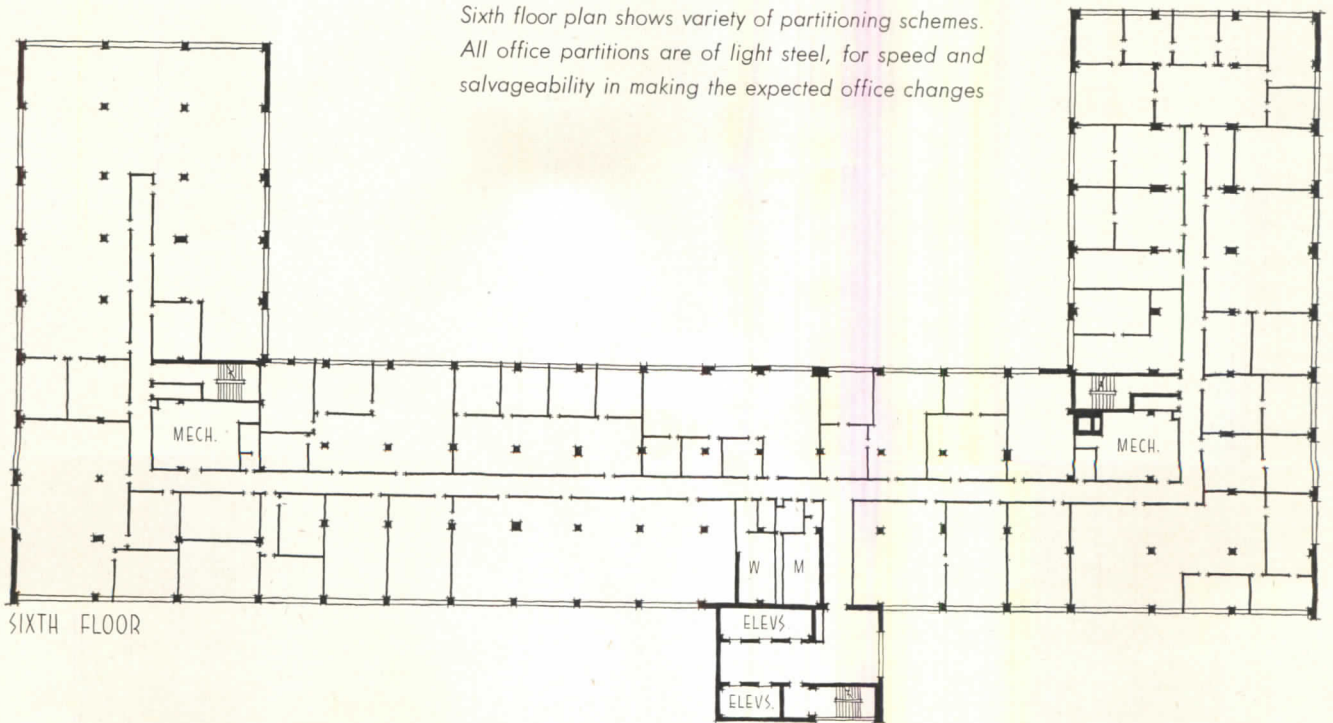 Sixth floor plan shows variety of partitioning schemes.
All office partitions are of light steel, for speed and
salvageability in making the expected office changes
MECH.
MECH.
W
M
ELEVS
ELEVS.
SIXTH FLOOR